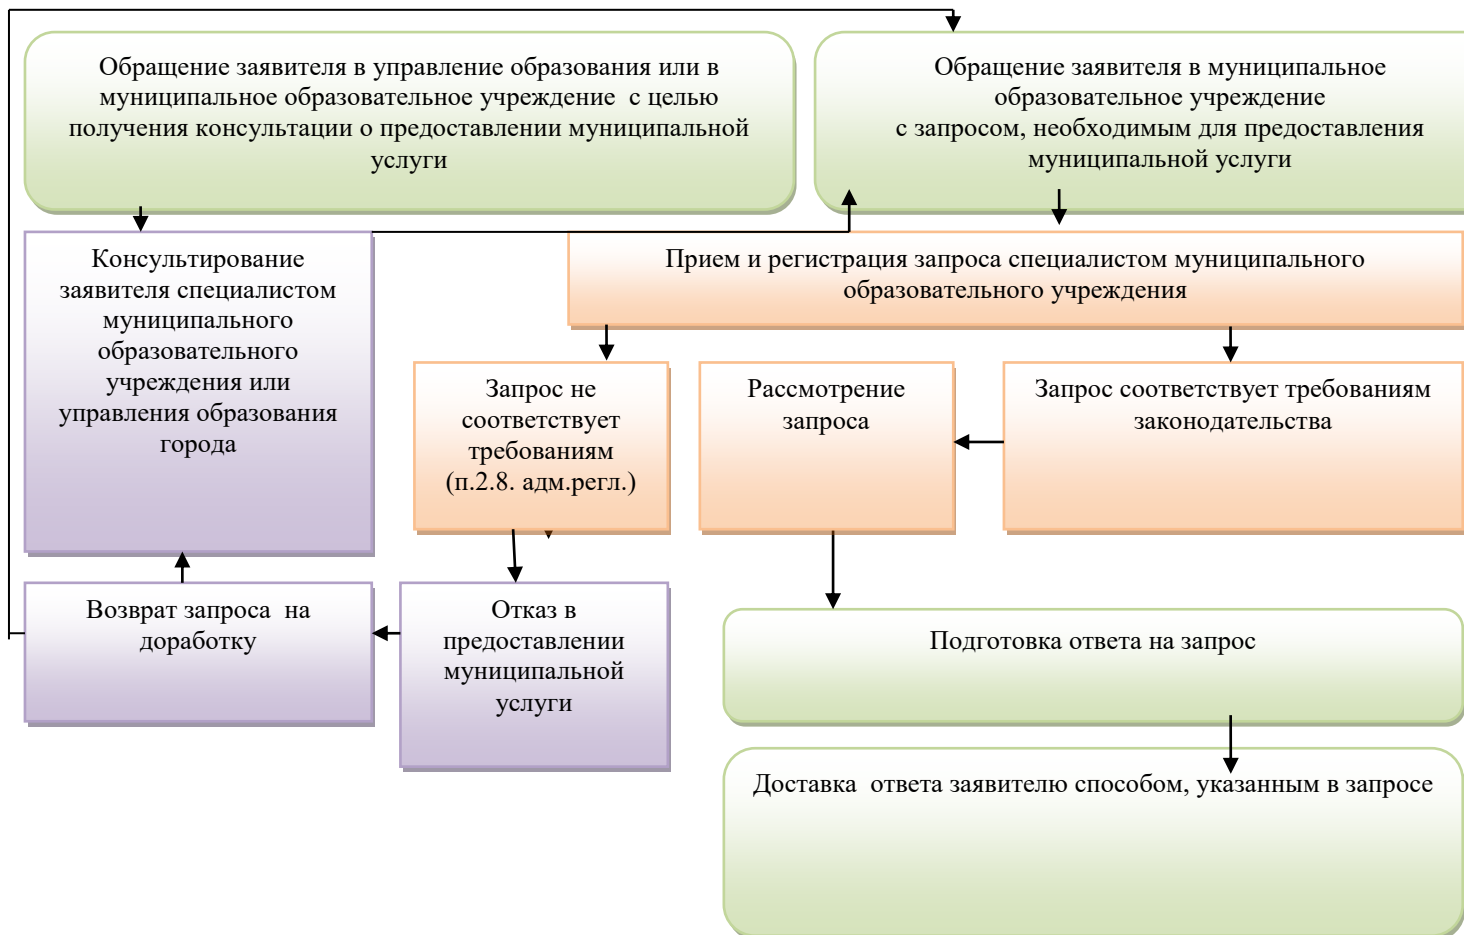 Обращение заявителя в управление образования или в
муниципальное образовательное учреждение  с целью
получения консультации о предоставлении муниципальной
услуги
Обращение заявителя в муниципальное
образовательное учреждение
с запросом, необходимым для предоставления
муниципальной услуги
Консультирование
заявителя специалистом
муниципального
образовательного
учреждения или
управления образования
города
Прием и регистрация запроса специалистом муниципального
образовательного учреждения
Запрос не
соответствует
требованиям
(п.2.8. адм.регл.)
Рассмотрение
запроса
Запрос соответствует требованиям
законодательства
Возврат запроса  на
доработку
Отказ в
предоставлении
муниципальной
услуги
Подготовка ответа на запрос
Доставка  ответа заявителю способом, указанным в запросе